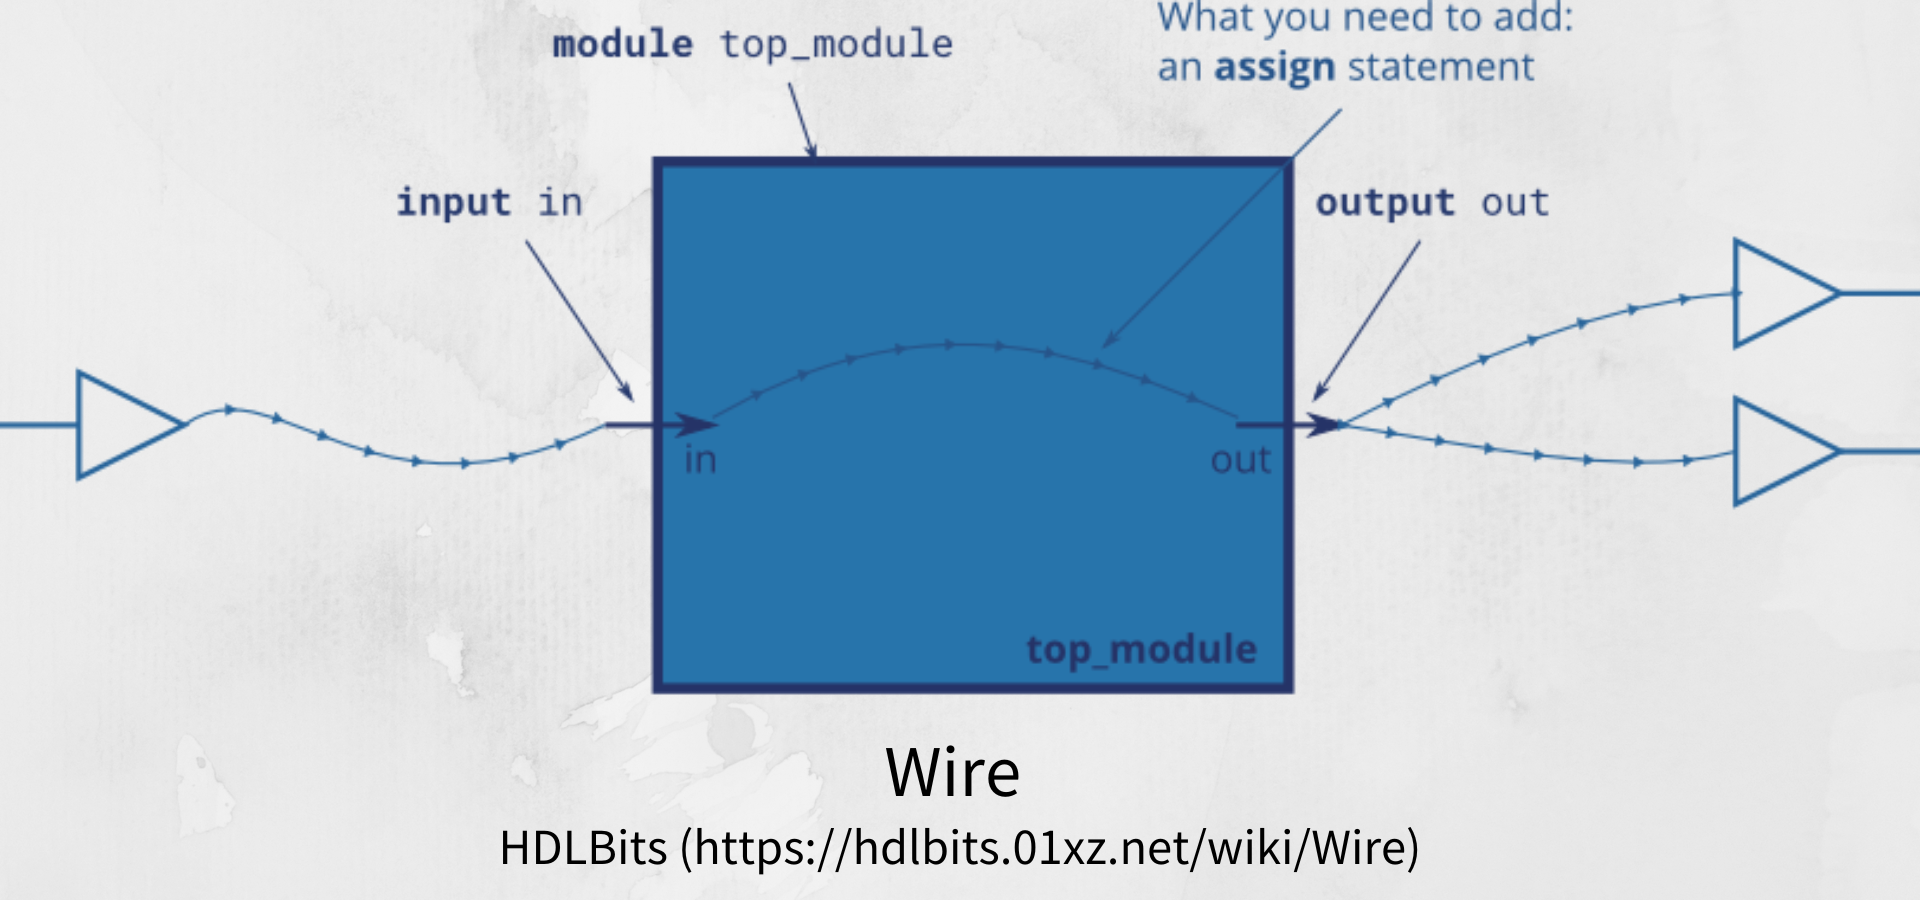 module top_module
What you need to add:
an assign statement
input in
output out
in
out
top_module
Wire
HDLBits (https://hdlbits.01xz.net/wiki/Wire)